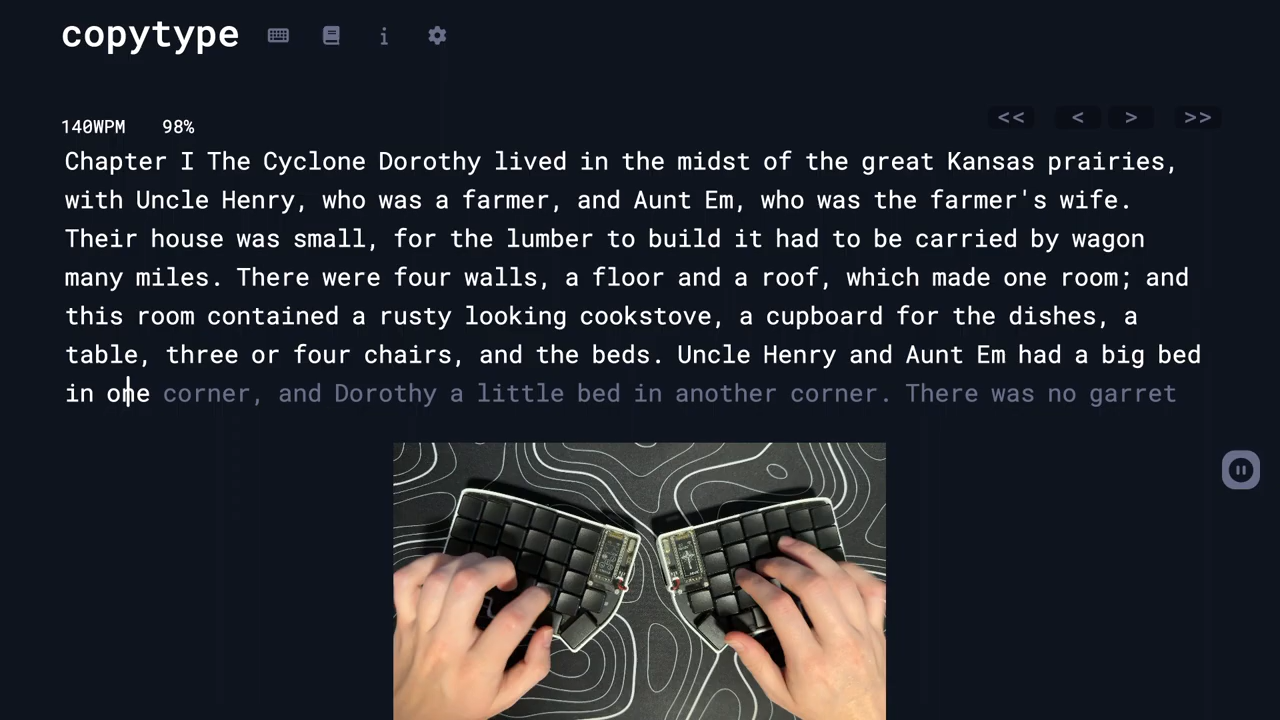 copytype
140WPM 98%
<< < > >>
Chapter I The Cyclone Dorothy lived in the midst of the great Kansas prairies,
with Uncle Henry, who was a farmer, and Aunt Em, who was the farmer's wife.
Their house was small, for the lumber to build it had to be carried by wagon
many miles. There were four walls, a floor and a roof, which made one room; and
this room contained a rusty looking cookstove, a cupboard for the dishes, a
table, three or four chairs, and the beds. Uncle Henry and Aunt Em had a big bed
in one corner, and Dorothy a little bed in another corner. There was no garret